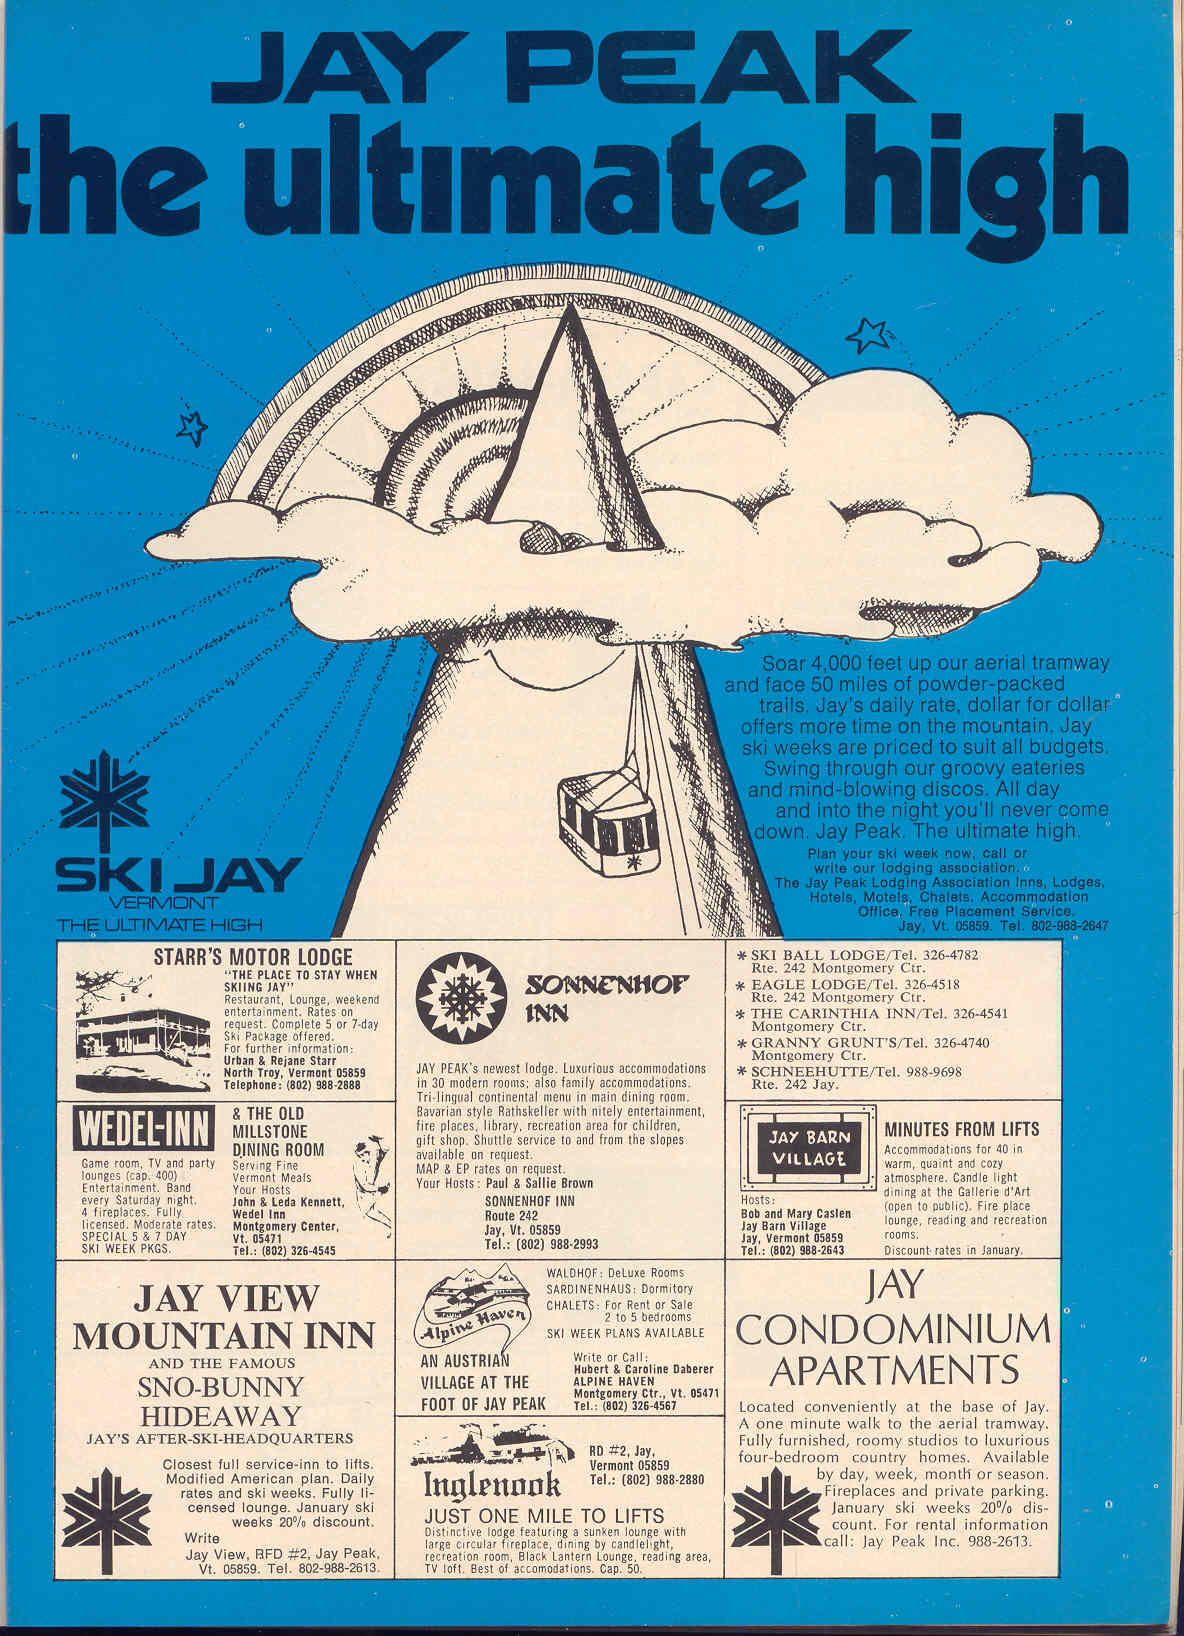 JAY PEAK
the ultimate high
Soar 4,000 feet up our aerial tramway
and face 50 miles of powder-packed
trails. Jay's daily rate, dollar for dollar
offers more time on the mountain. Jay
ski weeks are priced to suit all budgets.
Swing through our groovy eateries
and mind-blowing discos. All day
and into the night you'll never come
down. Jay Peak. The ultimate high.
Plan your ski week now, call or
write our lodging association.
The Jay Peak Lodging Association Inns, Lodges,
Hotels, Motels, Chalets. Accommodation
Office, Free Placement Service.
Jay, Vt. 05859. Tel. 802-988-2647
SKI JAY
VERMONT
THE ULTIMATE HIGH
STARR'S MOTOR LODGE
"THE PLACE TO STAY WHEN
SKIING JAY"
Restaurant, Lounge, weekend
entertainment. Rates on
request. Complete 5 or 7-day
Ski Package offered.
For further information:
Urban & Rejane Starr
North Troy, Vermont 05859
Telephone: (802) 988-2888
WEDEL-INN
Game room, TV and party
lounges (cap. 400)
Entertainment. Band
every Saturday night.
4 fireplaces. Fully
licensed. Moderate rates.
SPECIAL 5 & 7 DAY
SKI WEEK PKGS.
& THE OLD
MILLSTONE
DINING ROOM
Serving Fine
Vermont Meals
Your Hosts
John & Leda Kennett,
Wedel Inn
Montgomery Center,
Vt. 05471
Tel.: (802) 326-4545
SONNENHOF
INN
JAY PEAK's newest lodge. Luxurious accommodations
in 30 modern rooms; also family accommodations.
Tri-lingual continental menu in main dining room.
Bavarian style Rathskeller with nitely entertainment,
fire places, library, recreation area for children,
gift shop. Shuttle service to and from the slopes
available on request.
MAP & EP rates on request.
Your Hosts: Paul & Sallie Brown
SONNENHOF INN
Route 242
Jay, Vt. 05859
Tel.: (802) 988-2993
* SKI BALL LODGE/Tel. 326-4782
Rte. 242 Montgomery Ctr.
* EAGLE LODGE/Tel. 326-4518
Rte. 242 Montgomery Ctr.
* THE CARINTHIA INN/Tel. 326-4541
Montgomery Ctr.
* GRANNY GRUNT'S/Tel. 326-4740
Montgomery Ctr.
* SCHNEEHUTTE/Tel. 988-9698
Rte. 242 Jay.
JAY BARN
VILLAGE
Hosts:
Bob and Mary Caslen
Jay Barn Village
Jay, Vermont 05859
Tel.: (802) 988-2643
MINUTES FROM LIFTS
Accommodations for 40 in
warm, quaint and cozy
atmosphere. Candle light
dining at the Gallerie d'Art
(open to public). Fire place
lounge, reading and recreation
rooms.
Discount rates in January.
JAY VIEW
MOUNTAIN INN
AND THE FAMOUS
SNO-BUNNY
HIDEAWAY
JAY'S AFTER-SKI-HEADQUARTERS
Closest full service-inn to lifts.
Modified American plan. Daily
rates and ski weeks. Fully li-
censed lounge. January ski
weeks 20% discount.
Write
Jay View, RFD #2, Jay Peak,
Vt. 05859. Tel. 802-988-2613.
Alpine Haven
WALDHOF: DeLuxe Rooms
SARDINENHAUS: Dormitory
CHALETS: For Rent or Sale
2 to 5 bedrooms
SKI WEEK PLANS AVAILABLE
AN AUSTRIAN
VILLAGE AT THE
FOOT OF JAY PEAK
Write or Call:
Hubert & Caroline Daberer
ALPINE HAVEN
Montgomery Ctr., Vt. 05471
Tel.: (802) 326-4567
Inglenook
RD #2, Jay,
Vermont 05859
Tel.: (802) 988-2880
JUST ONE MILE TO LIFTS
Distinctive lodge featuring a sunken lounge with
large circular fireplace, dining by candlelight,
recreation room, Black Lantern Lounge, reading area,
TV loft. Best of accomodations. Cap. 50.
JAY
CONDOMINIUM
APARTMENTS
Located conveniently at the base of Jay.
A one minute walk to the aerial tramway.
Fully furnished, roomy studios to luxurious
four-bedroom country homes. Available
by day, week, month or season.
Fireplaces and private parking.
January ski weeks 20% dis-
count. For rental information
call: Jay Peak Inc. 988-2613.